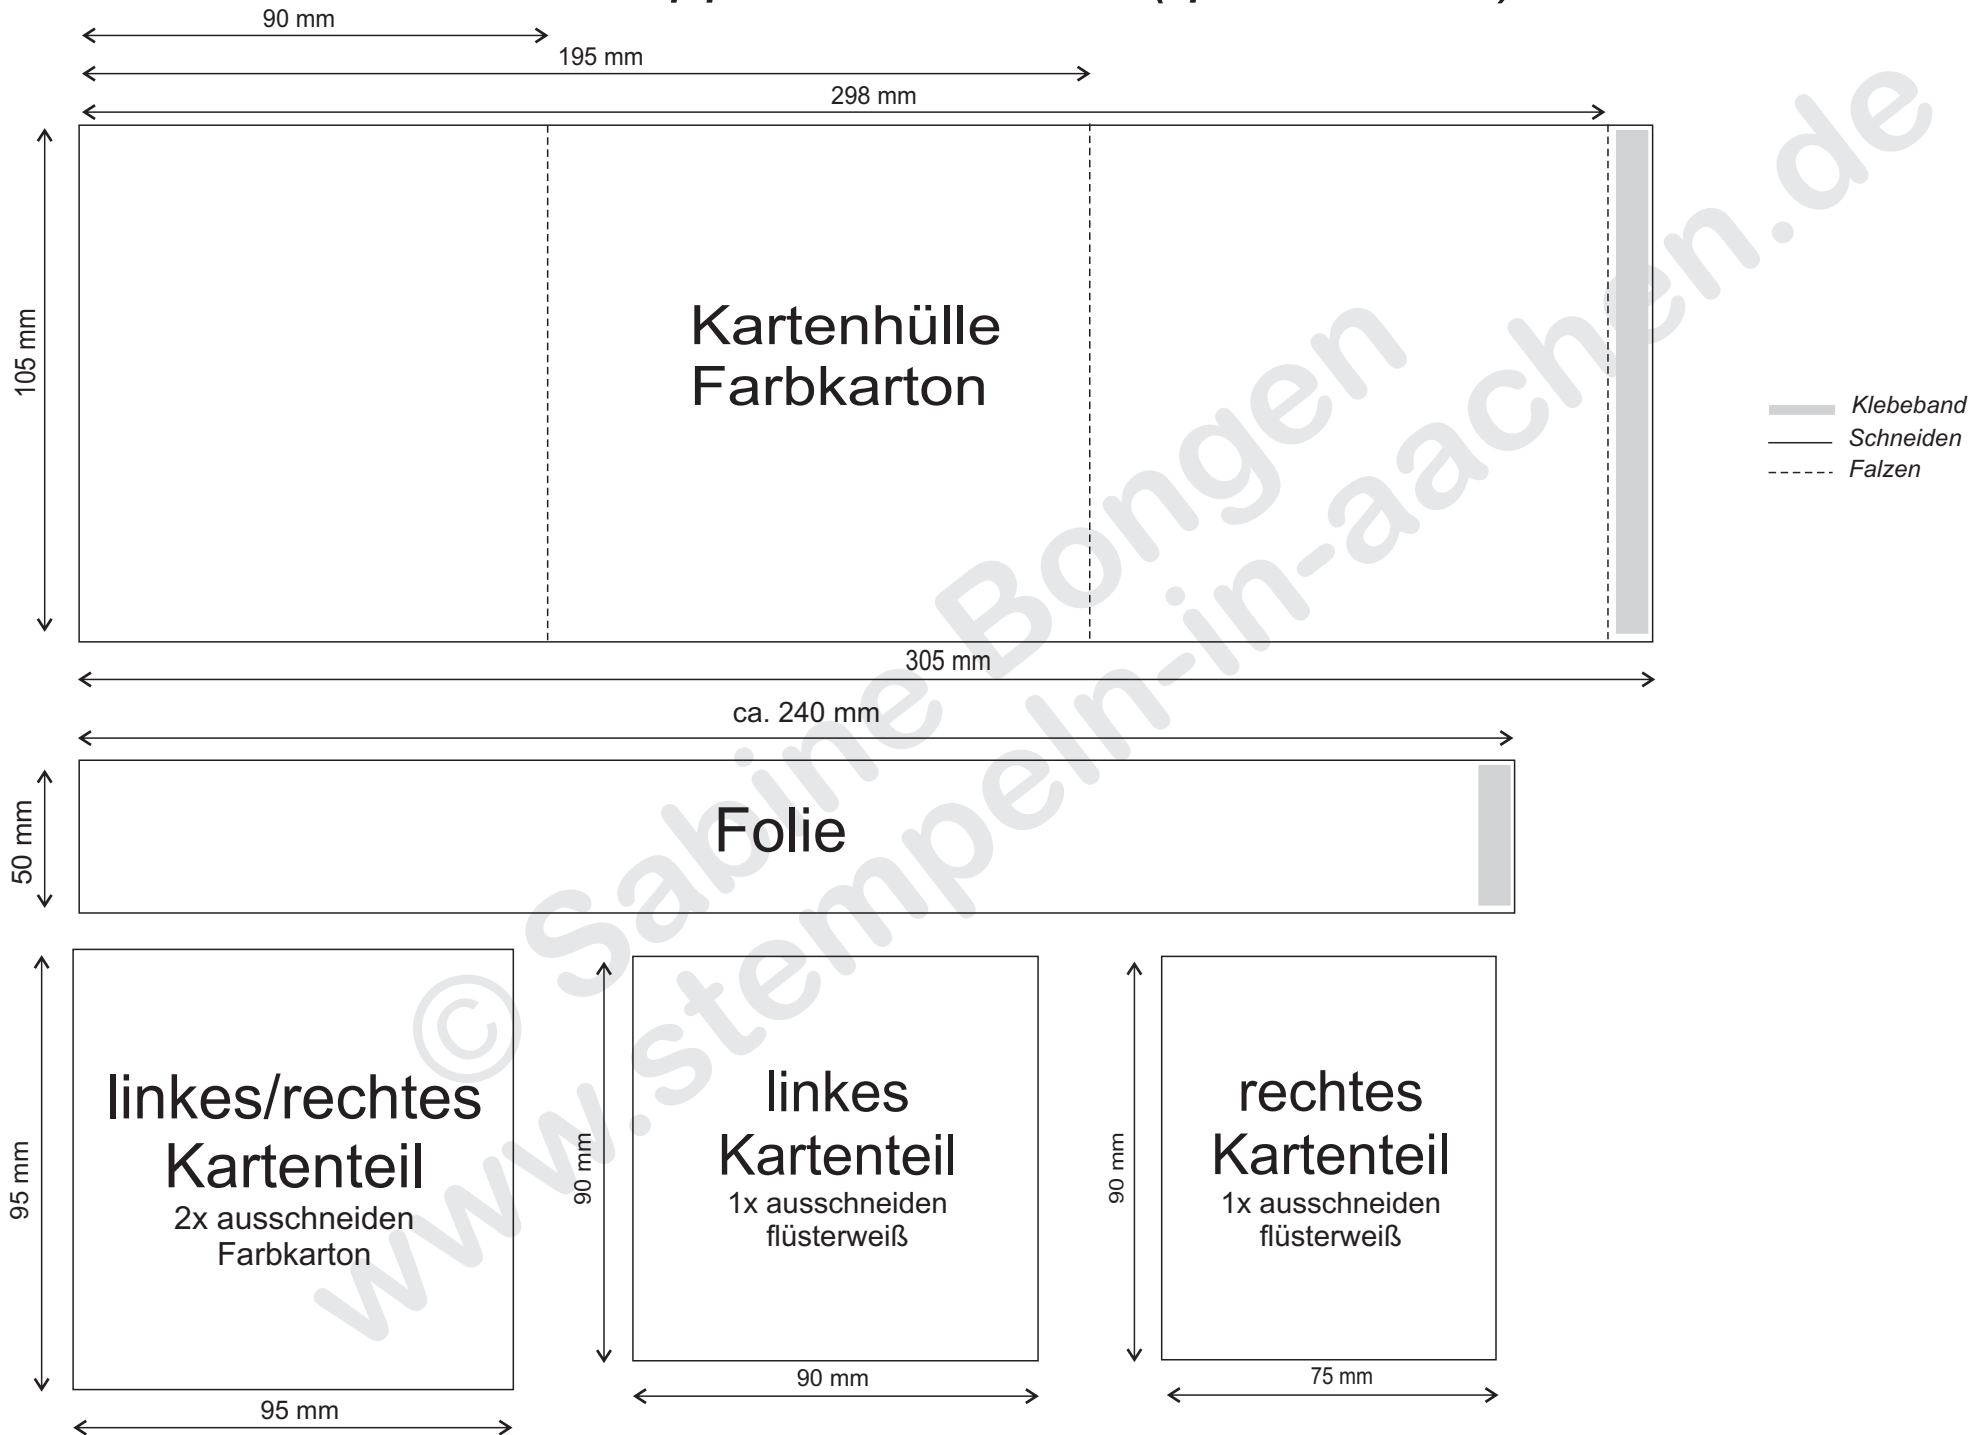 90 mm
195 mm
298 mm
105 mm
Kartenhülle
Farbkarton
Klebeband
Schneiden
Falzen
305 mm
ca. 240 mm
50 mm
Folie
© Sabine Bongen
www.stempeln-in-aachen.de
95 mm
linkes/rechtes
Kartenteil
2x ausschneiden
Farbkarton
95 mm
90 mm
linkes
Kartenteil
1x ausschneiden
flüsterweiß
90 mm
90 mm
rechtes
Kartenteil
1x ausschneiden
flüsterweiß
75 mm